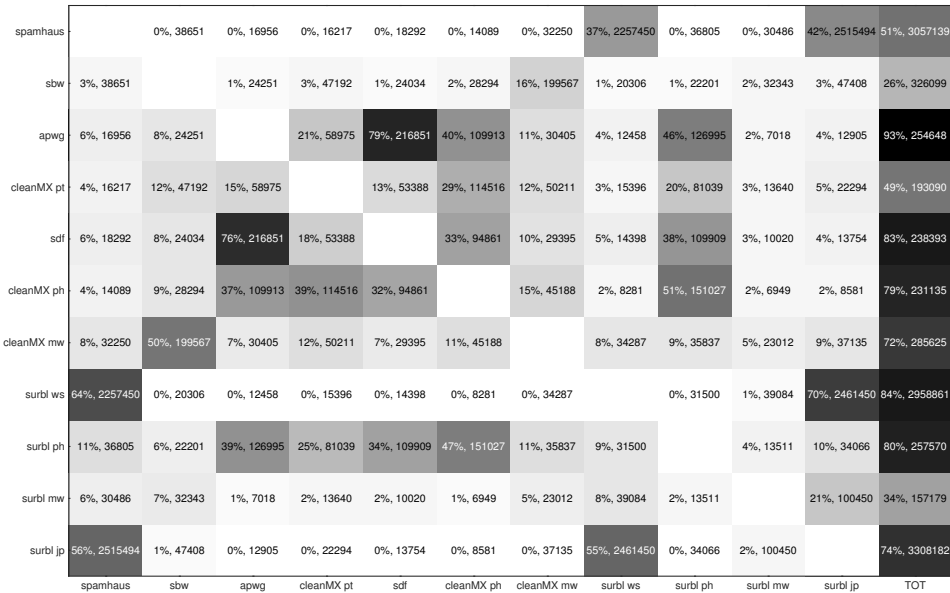 spamhaus 0%, 38651 0%, 16956 0%, 16217 0%, 18292 0%, 14089 0%, 32250 37%, 2257450 0%, 36805 0%, 30486 42%, 2515494 51%, 3057139
sbw 3%, 38651 1%, 24251 3%, 47192 1%, 24034 2%, 28294 16%, 199567 1%, 20306 1%, 22201 2%, 32343 3%, 47408 26%, 326099
apwg 6%, 16956 8%, 24251 21%, 58975 79%, 216851 40%, 109913 11%, 30405 4%, 12458 46%, 126995 2%, 7018 4%, 12905 93%, 254648
cleanMX pt 4%, 16217 12%, 47192 15%, 58975 13%, 53388 29%, 114516 12%, 50211 3%, 15396 20%, 81039 3%, 13640 5%, 22294 49%, 193090
sdf 6%, 18292 8%, 24034 76%, 216851 18%, 53388 33%, 94861 10%, 29395 5%, 14398 38%, 109909 3%, 10020 4%, 13754 83%, 238393
cleanMX ph 4%, 14089 9%, 28294 37%, 109913 39%, 114516 32%, 94861 15%, 45188 2%, 8281 51%, 151027 2%, 6949 2%, 8581 79%, 231135
cleanMX mw 8%, 32250 50%, 199567 7%, 30405 12%, 50211 7%, 29395 11%, 45188 8%, 34287 9%, 35837 5%, 23012 9%, 37135 72%, 285625
surbl ws 64%, 2257450 0%, 20306 0%, 12458 0%, 15396 0%, 14398 0%, 8281 0%, 34287 0%, 31500 1%, 39084 70%, 2461450 84%, 2958861
surbl ph 11%, 36805 6%, 22201 39%, 126995 25%, 81039 34%, 109909 47%, 151027 11%, 35837 9%, 31500 4%, 13511 10%, 34066 80%, 257570
surbl mw 6%, 30486 7%, 32343 1%, 7018 2%, 13640 2%, 10020 1%, 6949 5%, 23012 8%, 39084 2%, 13511 21%, 100450 34%, 157179
surbl jp 56%, 2515494 1%, 47408 0%, 12905 0%, 22294 0%, 13754 0%, 8581 0%, 37135 55%, 2461450 0%, 34066 2%, 100450 74%, 3308182
spamhaus sbw apwg cleanMX pt sdf cleanMX ph cleanMX mw surbl ws surbl ph surbl mw surbl jp TOT